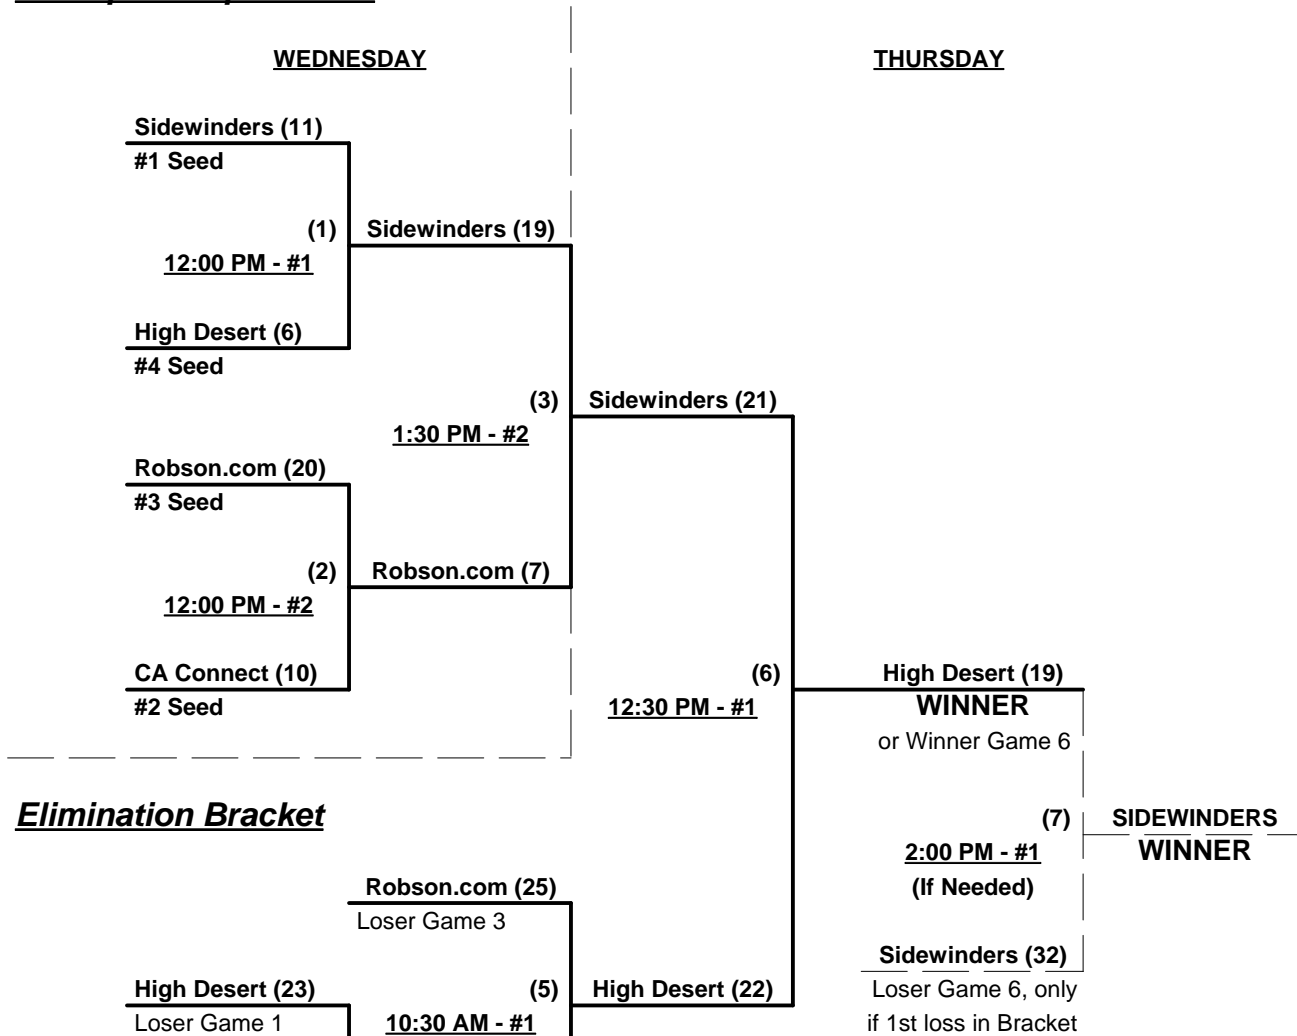 WEDNESDAY
THURSDAY
Sidewinders (11)
#1 Seed
(1)
Sidewinders (19)
12:00 PM - #1
High Desert (6)
#4 Seed
(3)
Sidewinders (21)
1:30 PM - #2
Robson.com (20)
#3 Seed
(2)
Robson.com (7)
12:00 PM - #2
CA Connect (10)
#2 Seed
(6)
High Desert (19)
12:30 PM - #1
WINNER
or Winner Game 6
Elimination Bracket
(7)
SIDEWINDERS
2:00 PM - #1
WINNER
(If Needed)
Robson.com (25)
Loser Game 3
Sidewinders (32)
High Desert (23)
(5)
High Desert (22)
Loser Game 6, only
Loser Game 1
10:30 AM - #1
if 1st loss in Bracket